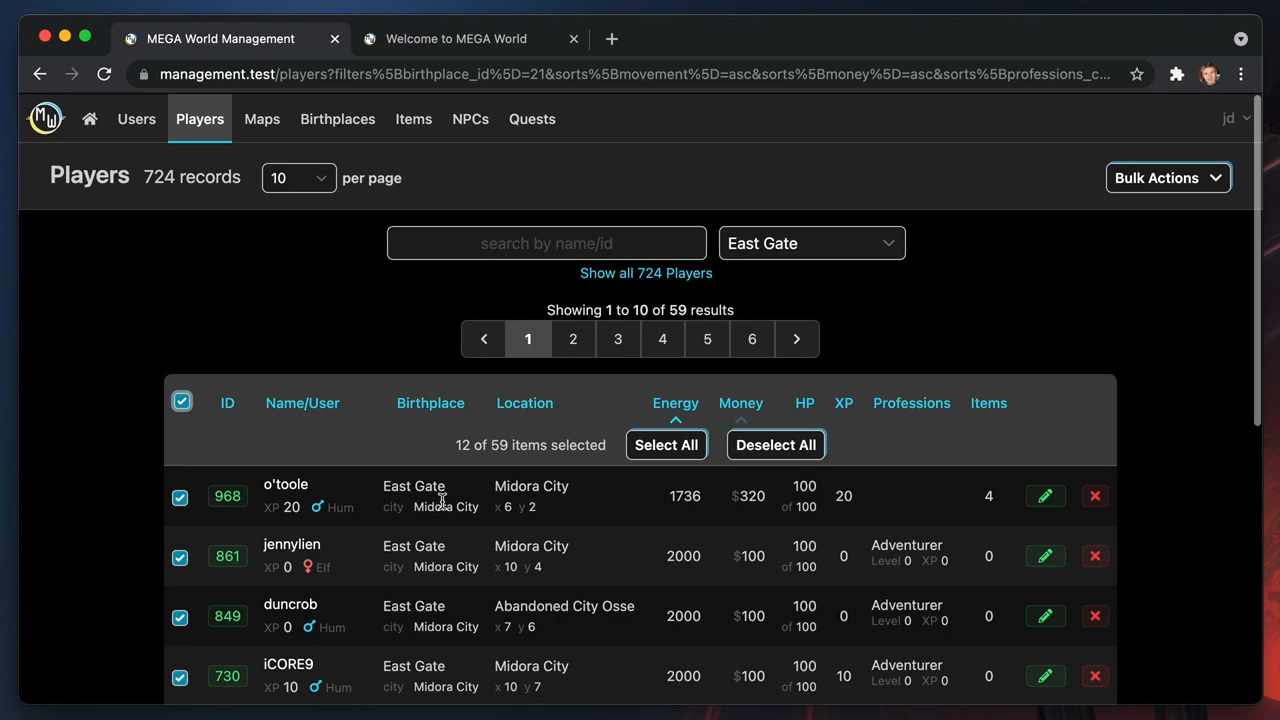 MEGA World Management
Welcome to MEGA World
management.test/players?filters%5Bbirthplace_id%5D=21&sorts%5Bmovement%5D=asc&sorts%5Bmoney%5D=asc&sorts%5Bprofessions_c...
MW Users Players Maps Birthplaces Items NPCs Quests jd
Players 724 records 10 per page Bulk Actions
search by name/id East Gate
Show all 724 Players
Showing 1 to 10 of 59 results
1 2 3 4 5 6
ID Name/User Birthplace Location Energy Money HP XP Professions Items
12 of 59 items selected Select All Deselect All
968 o'toole East Gate Midora City 1736 $320 100 20 4
XP 20 Hum city Midora City x 6 y 2 of 100
861 jennylien East Gate Midora City 2000 $100 100 0 Adventurer 0
XP 0 Elf city Midora City x 10 y 4 of 100 Level 0 XP 0
849 duncrob East Gate Abandoned City Osse 2000 $100 100 0 Adventurer 0
XP 0 Hum city Midora City x 7 y 6 of 100 Level 0 XP 0
730 iCORE9 East Gate Midora City 2000 $100 100 10 Adventurer 0
XP 10 Hum city Midora City x 10 y 7 of 100 Level 0 XP 0